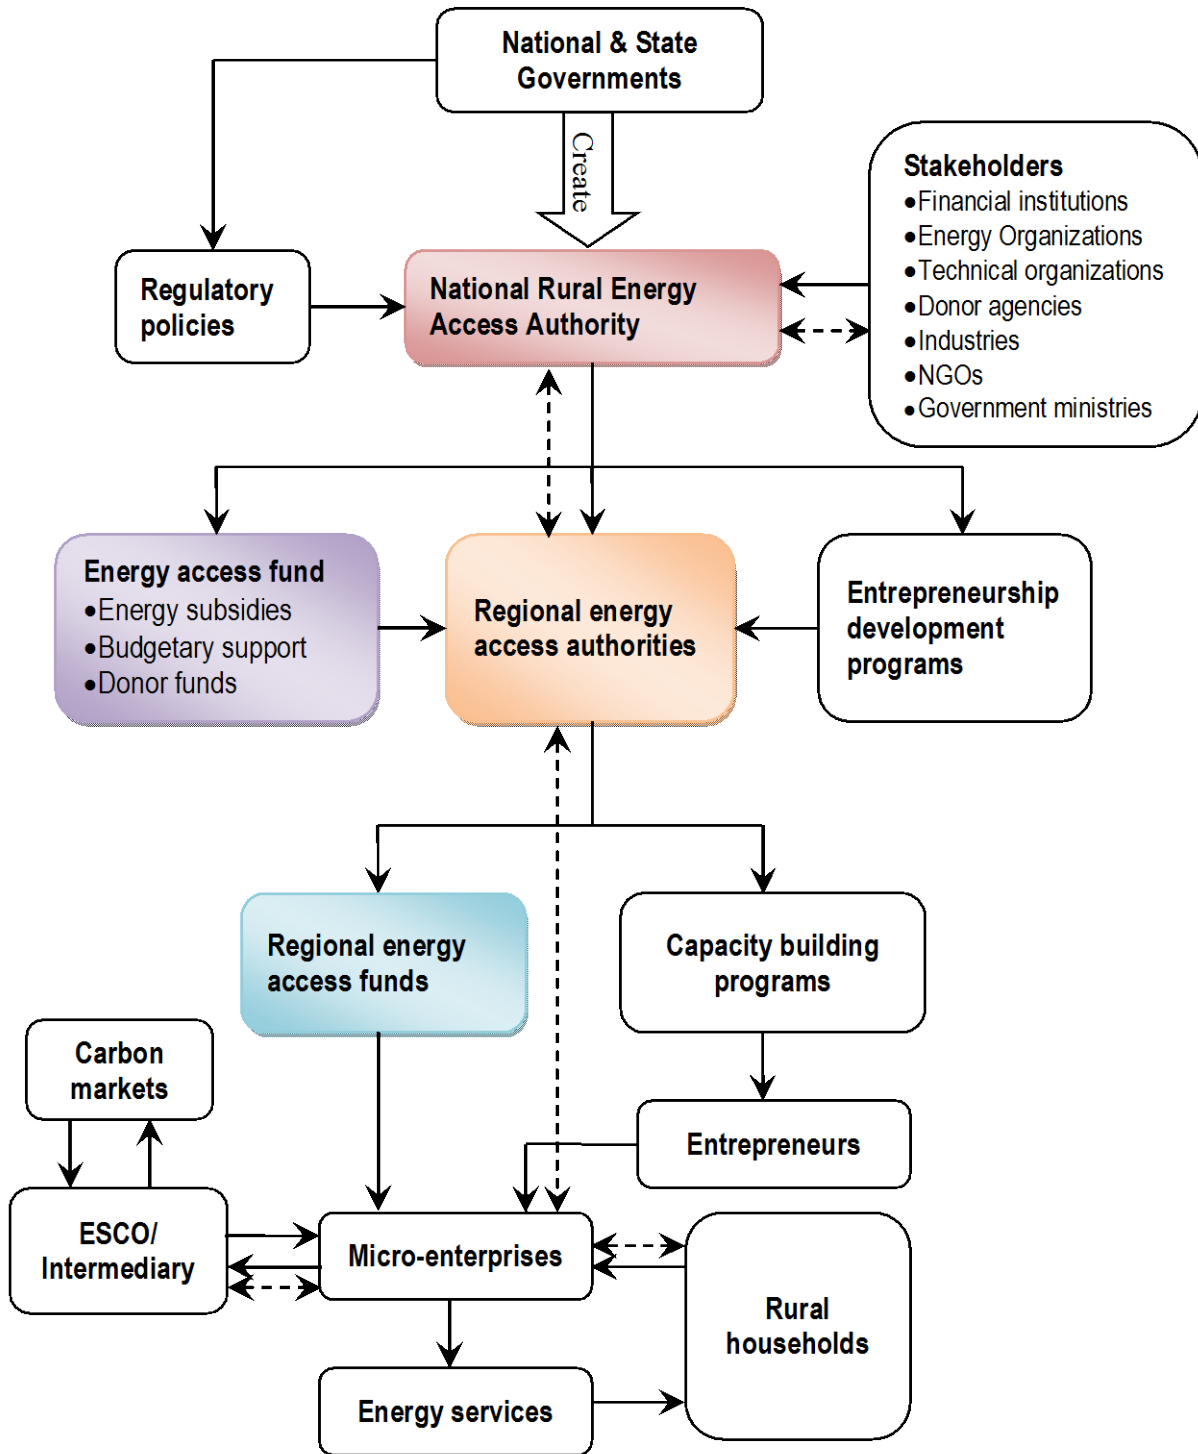 National & State
Governments
Create
Stakeholders
•Financial institutions
•Energy Organizations
•Technical organizations
•Donor agencies
•Industries
•NGOs
•Government ministries
Regulatory
policies
National Rural Energy
Access Authority
Energy access fund
•Energy subsidies
•Budgetary support
•Donor funds
Regional energy
access authorities
Entrepreneurship
development
programs
Regional energy
access funds
Capacity building
programs
Carbon
markets
Entrepreneurs
ESCO/
Intermediary
Micro-enterprises
Rural
households
Energy services